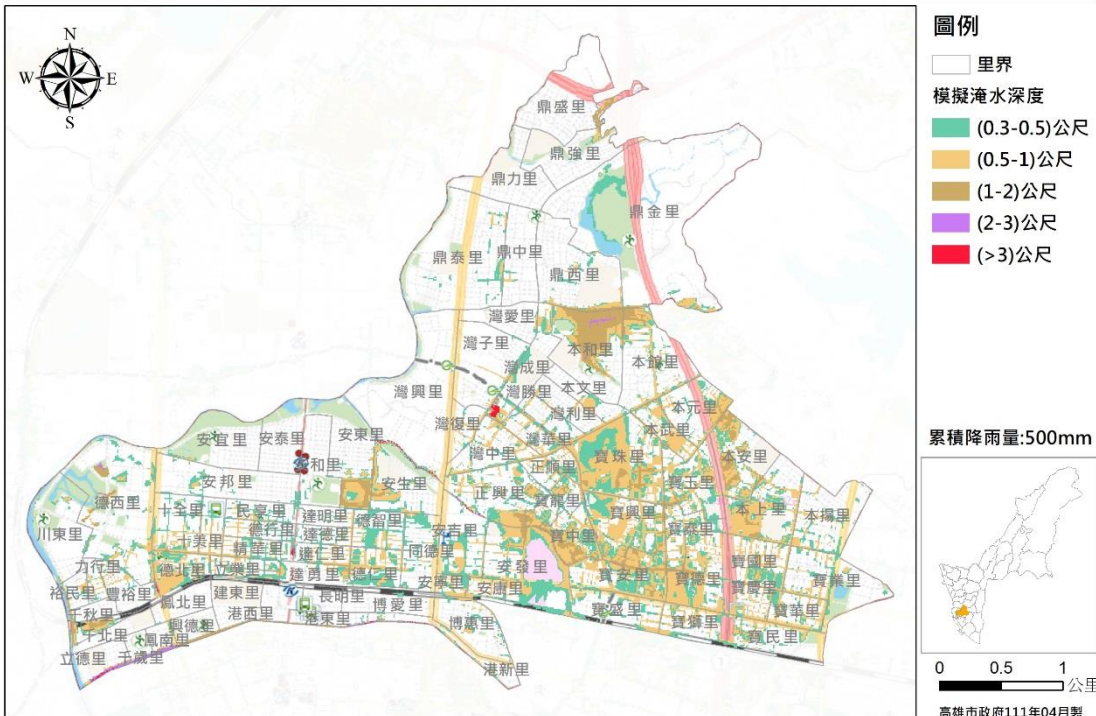 N
W
E
S
圖例
里界
模擬淹水深度
(0.3-0.5)公尺
(0.5-1)公尺
(1-2)公尺
(2-3)公尺
(>3)公尺
累積降雨量:500mm
0 0.5 1
公里
高雄市政府111年04月製
鼎盛里
鼎強里
鼎力里
鼎金里
鼎泰里
鼎中里
鼎西里
灣愛里
灣子里
本和里
灣成里
本館里
灣興里
灣勝里
本文里
灣復里
灣利里
本元里
灣華里
本武里
安宜里
安泰里
安東里
灣中里
正順里
寶珠里
本安里
和里
安邦里
安生里
正興里
寶龍里
寶玉里
德西里
十全里
民享里
達明里
德智里
寶興里
本上里
本揚里
川東里
德行里
達德里
安吉里
寶中里
寶泰里
十美里
精華里
達仁里
同德里
安發里
寶國里
力行里
德北里
立業里
達勇里
德仁里
安寧里
安康里
寶安里
寶德里
寶慶里
寶業里
裕民里
豐裕里
建東里
長明里
博愛里
寶盛里
千秋里
鳳北里
港西里
港東里
博惠里
寶獅里
寶華里
千北里
興德里
寶民里
鳳南里
立德里
千歲里
港新里